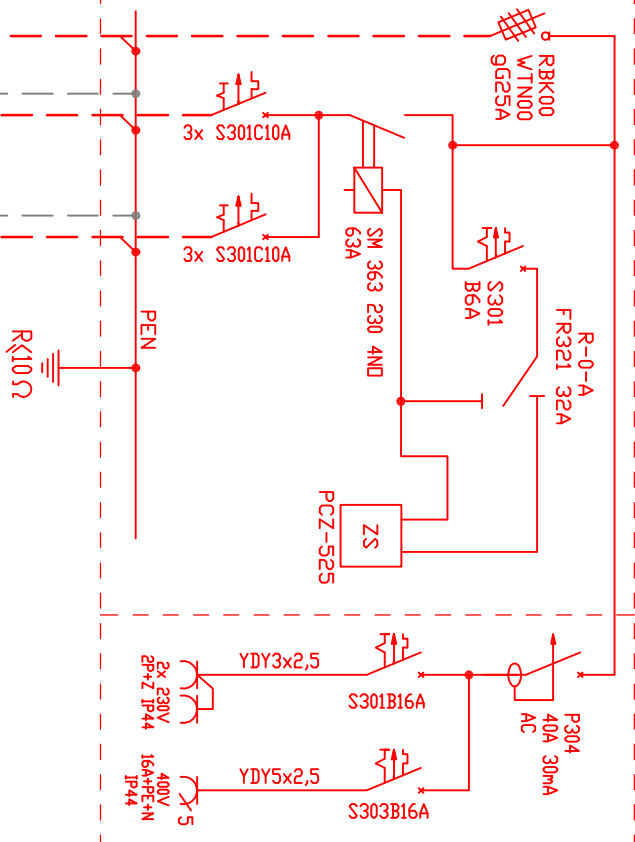 RBK00
WTN00
gG25A
3x S301C10A
3x S301C10A
SM 363 230 4NO
63A
S301
B6A
R-0-A
FR321 32A
PEN
R≤10Ω
ZS
PCZ-525
P304
40A 30mA
AC
YDY3x2,5
S301B16A
2x 230V
2P+Z IP44
YDY5x2,5
S303B16A
400V
16A+PE+N
IP44
5